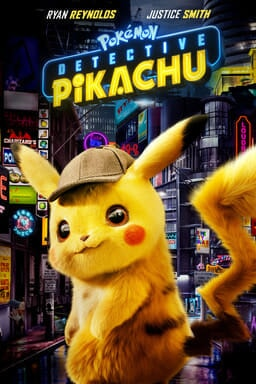 RYAN REYNOLDS JUSTICE SMITH
POKéMON
DETECTIVE
PiKACHU